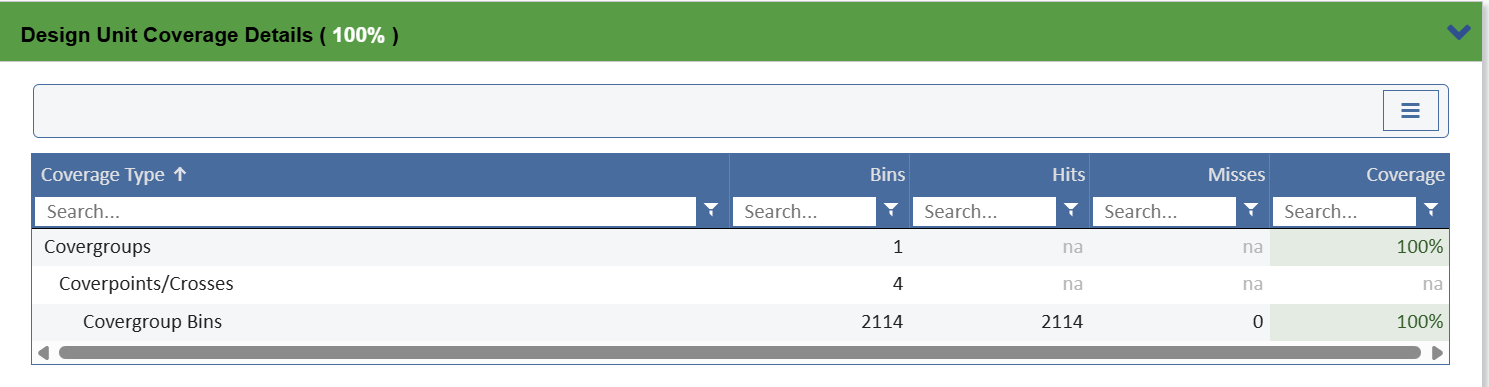 Design Unit Coverage Details ( 100% )
Coverage Type ↑ Bins Hits Misses Coverage
Search... Search... Search... Search... Search...
Covergroups 1 na na 100%
Coverpoints/Crosses 4 na na na
Covergroup Bins 2114 2114 0 100%